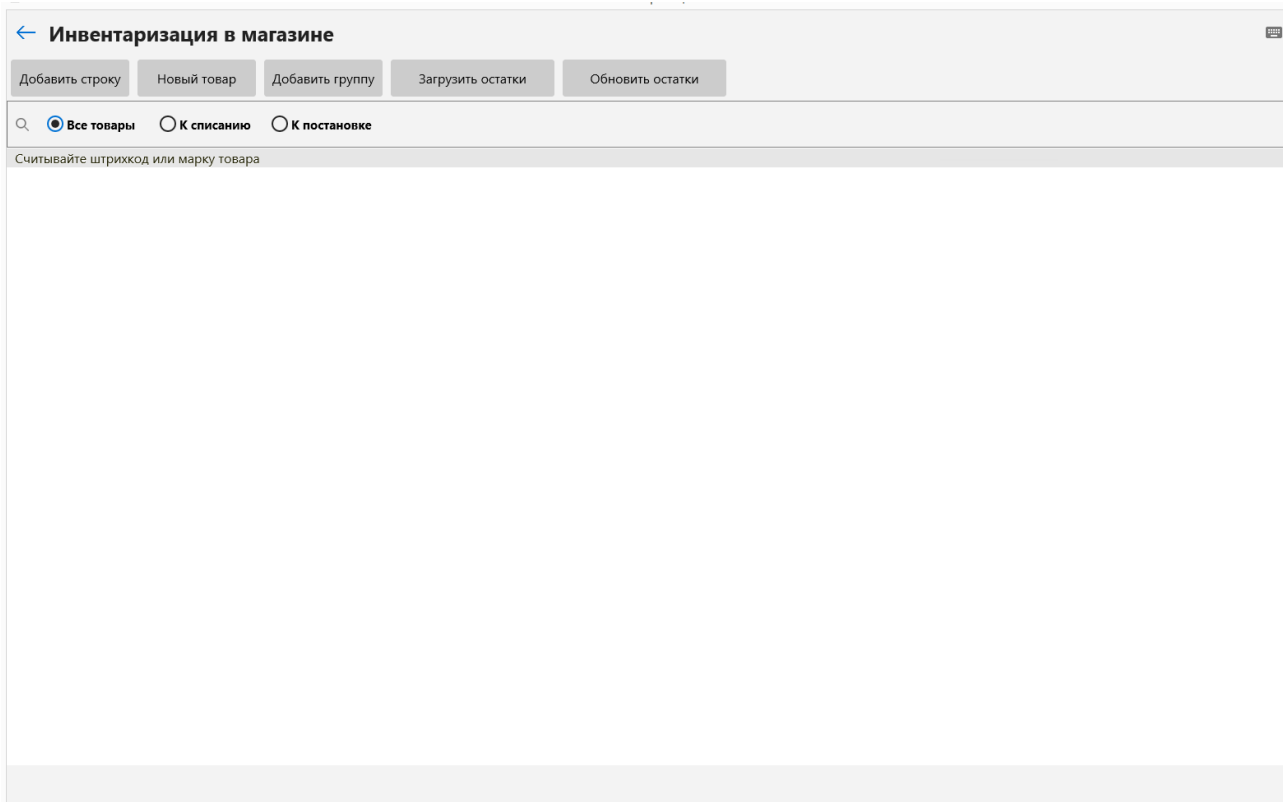 Инвентаризация в магазине
Добавить строку Новый товар Добавить группу Загрузить остатки Обновить остатки
Все товары К списанию К постановке
Считывайте штрихкод или марку товара